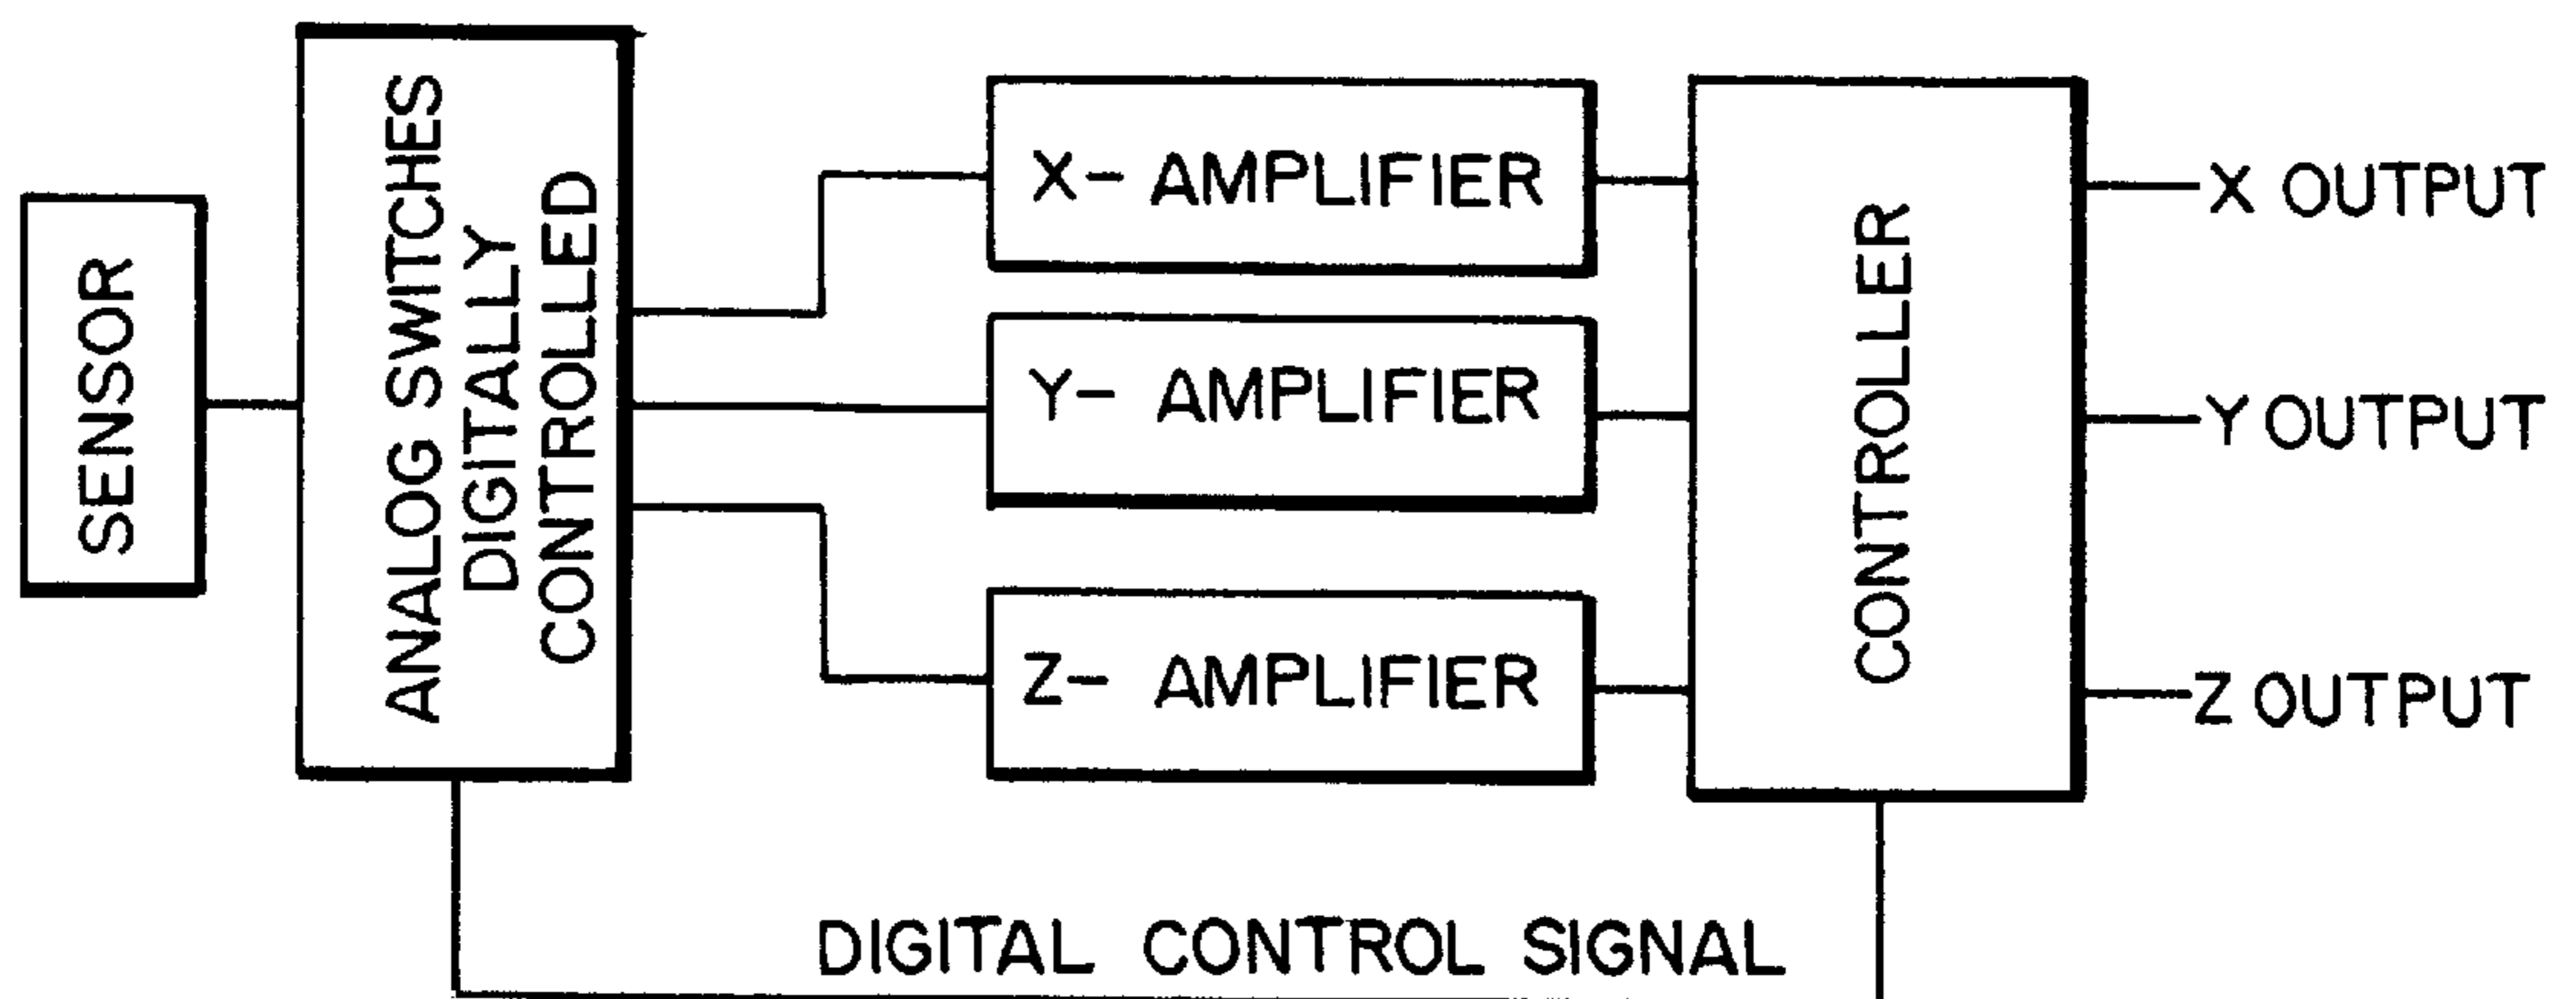 SENSOR
ANALOG SWITCHES
DIGITALLY
CONTROLLED
X- AMPLIFIER
Y- AMPLIFIER
Z- AMPLIFIER
CONTROLLER
X OUTPUT
Y OUTPUT
Z OUTPUT
DIGITAL CONTROL SIGNAL